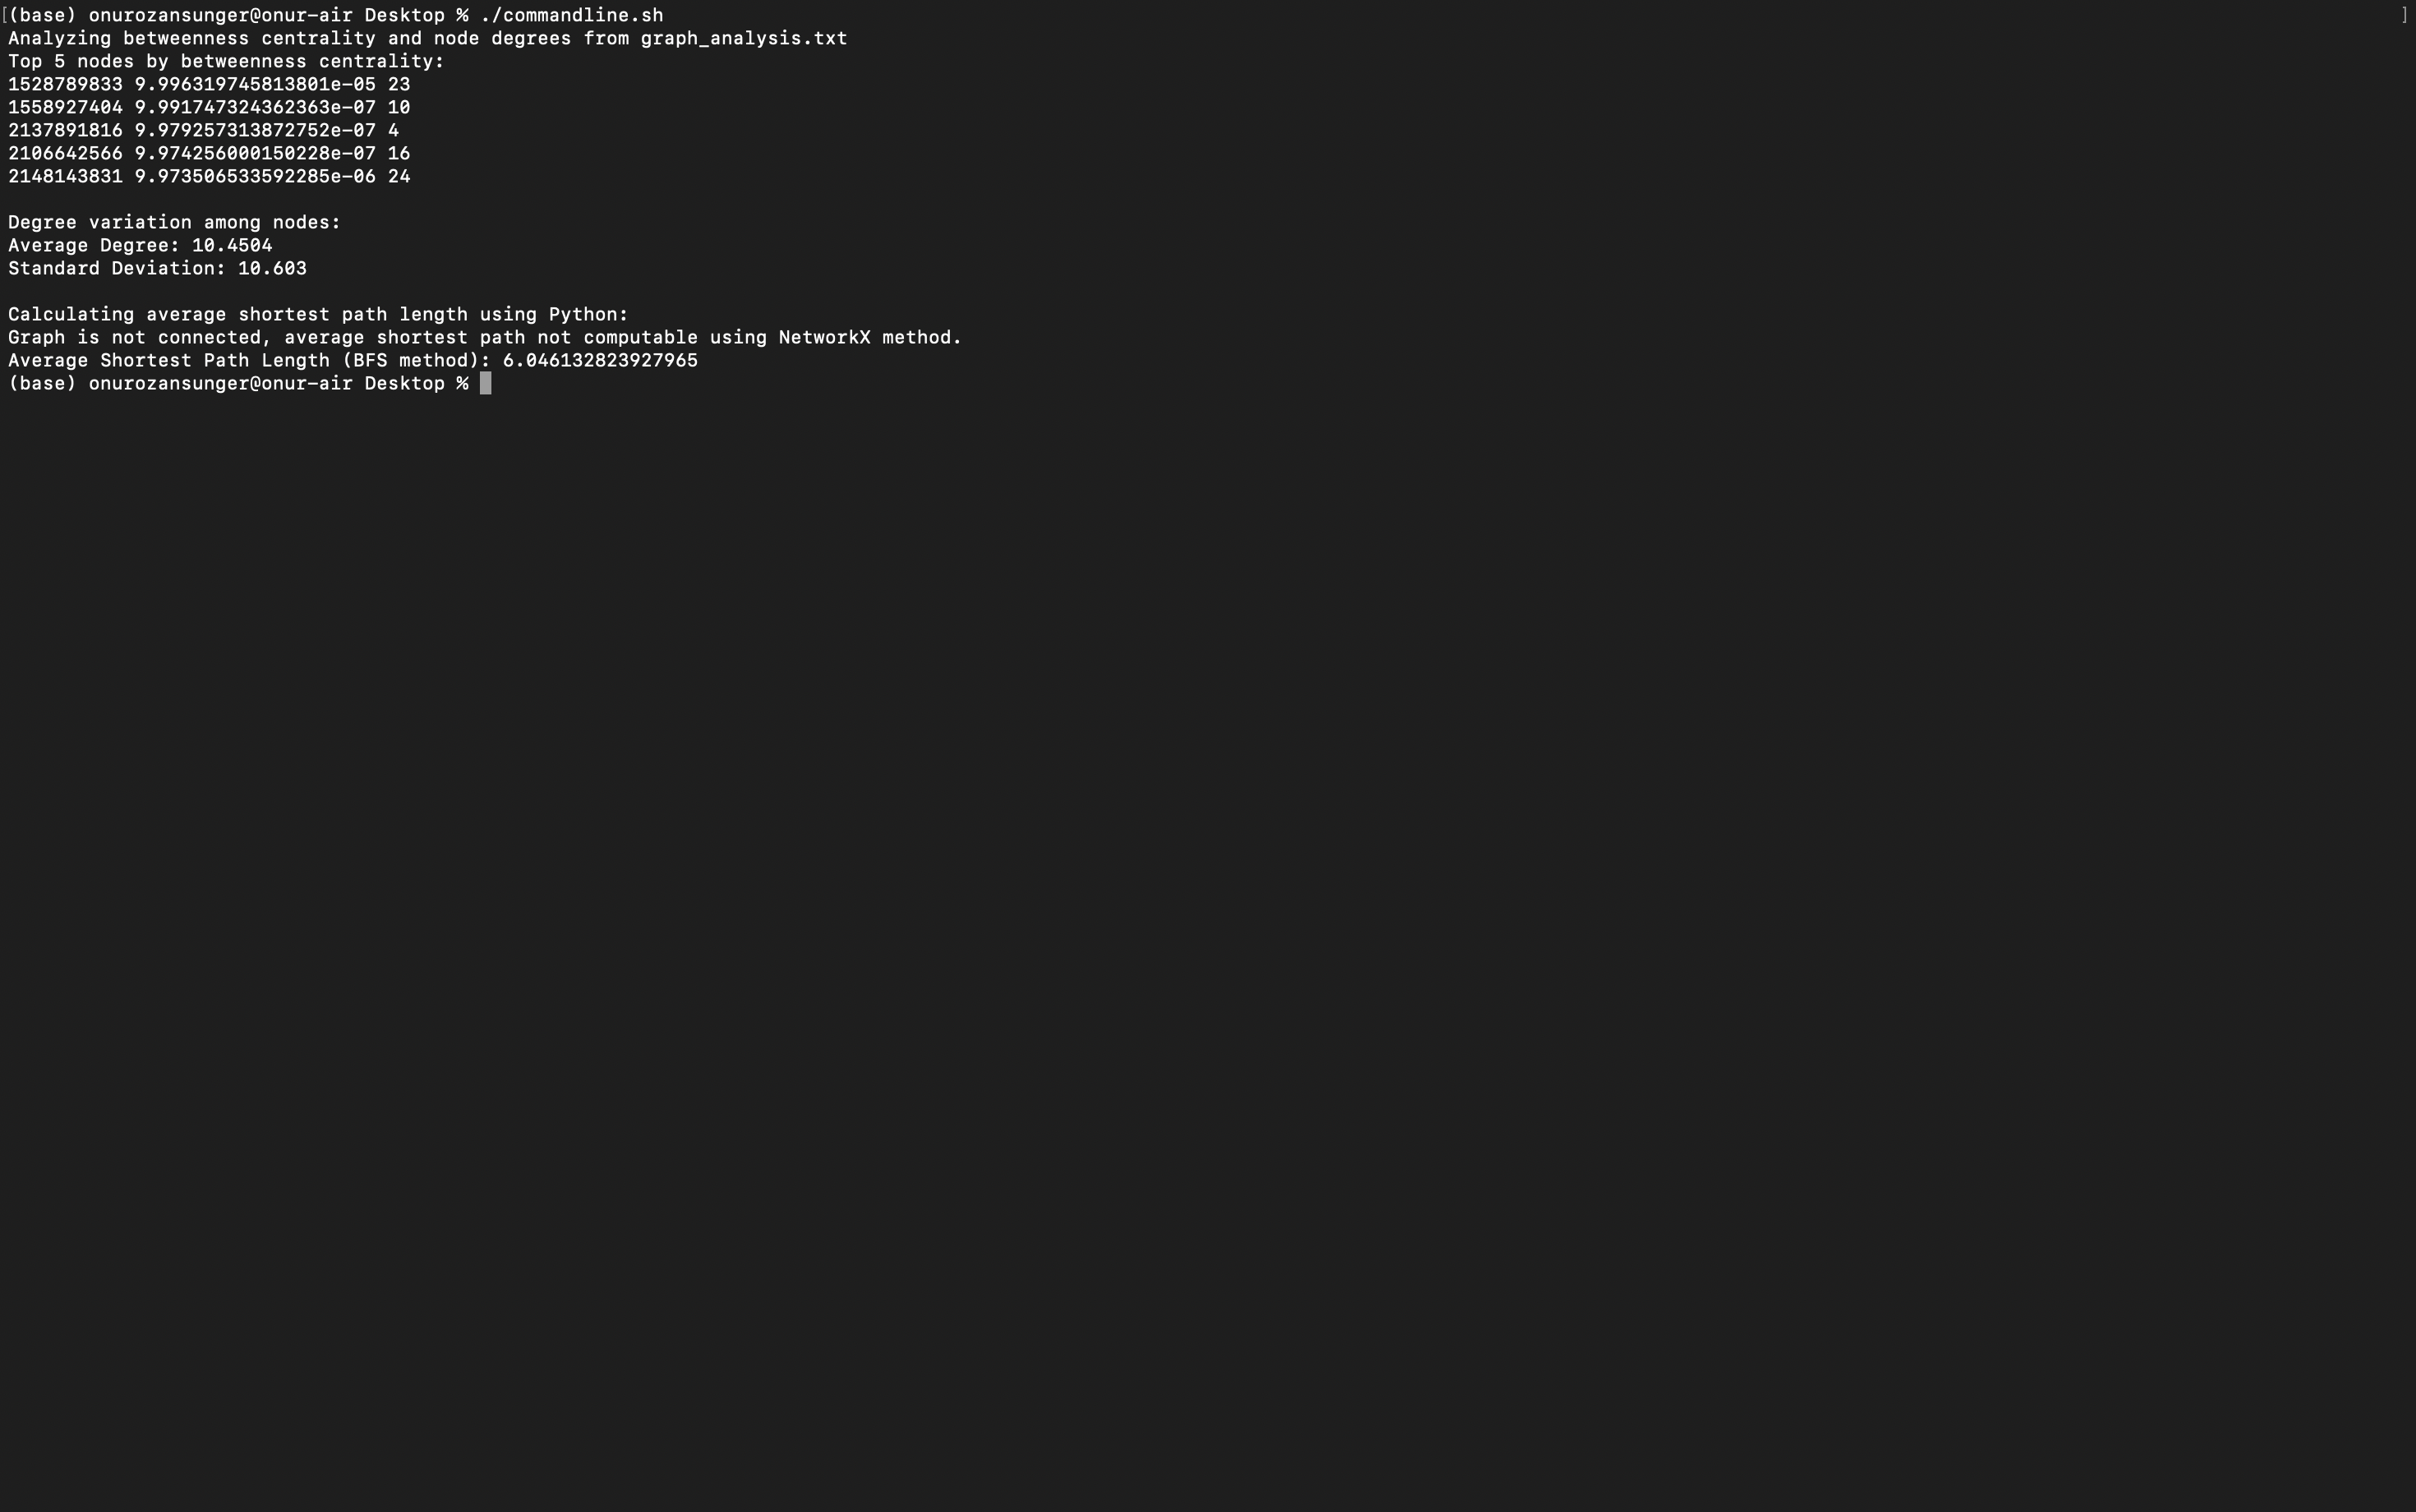 [(base) onurozansunger@onur-air Desktop % ./commandline.sh ]
Analyzing betweenness centrality and node degrees from graph_analysis.txt
Top 5 nodes by betweenness centrality:
1528789833 9.996319745813801e-05 23
1558927404 9.991747324362363e-07 10
2137891816 9.979257313872752e-07 4
2106642566 9.974256000150228e-07 16
2148143831 9.973506533592285e-06 24
Degree variation among nodes:
Average Degree: 10.4504
Standard Deviation: 10.603
Calculating average shortest path length using Python:
Graph is not connected, average shortest path not computable using NetworkX method.
Average Shortest Path Length (BFS method): 6.046132823927965
(base) onurozansunger@onur-air Desktop %